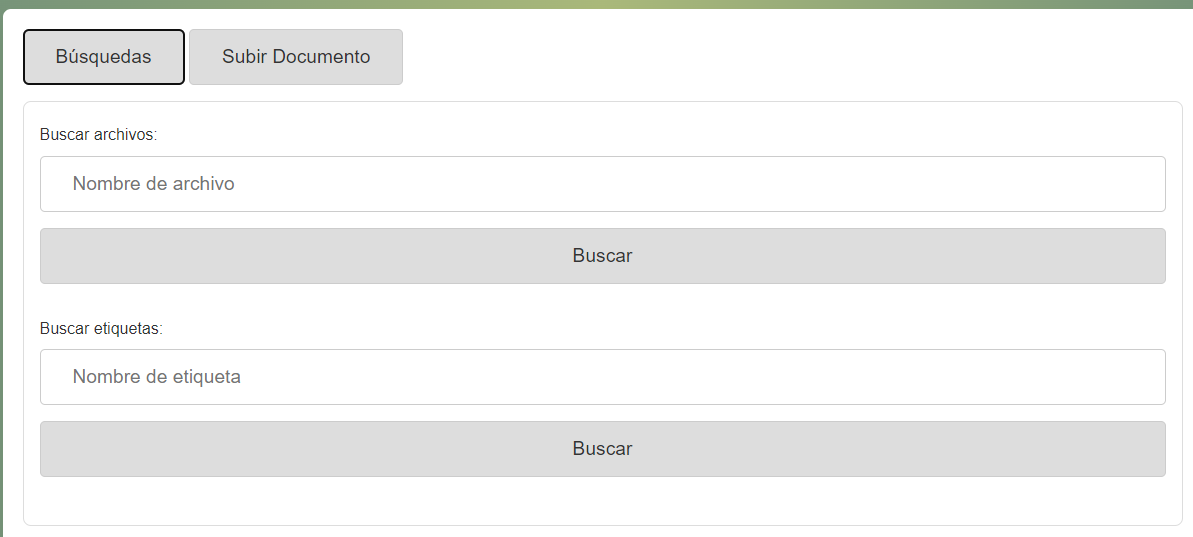 Búsquedas Subir Documento
Buscar archivos:
Nombre de archivo
Buscar
Buscar etiquetas:
Nombre de etiqueta
Buscar